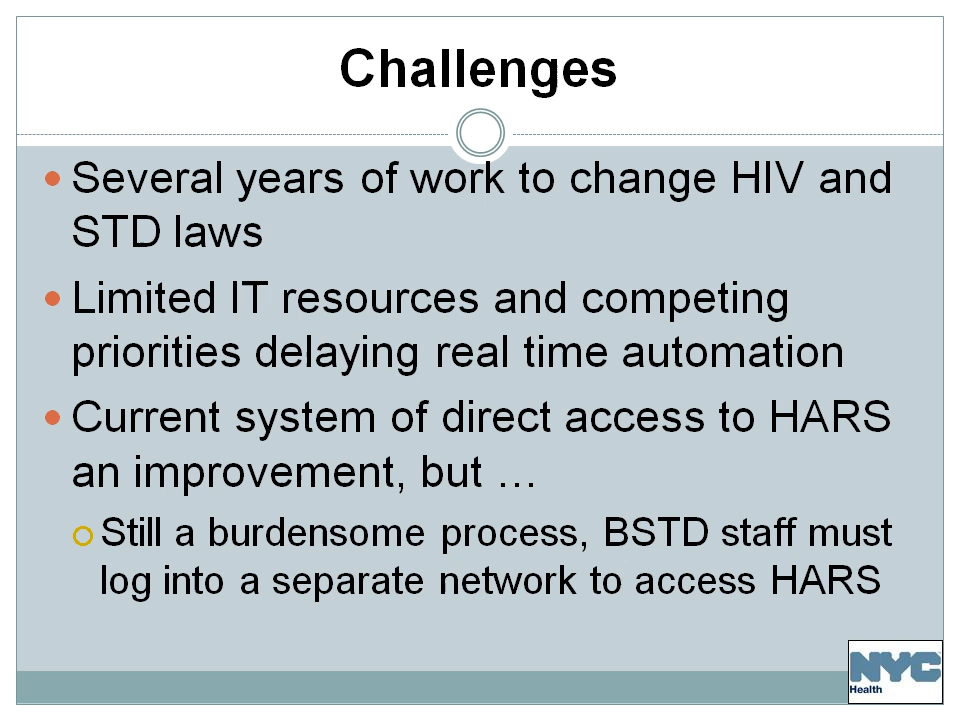 Challenges
Several years of work to change HIV and
STD laws
Limited IT resources and competing
priorities delaying real time automation
Current system of direct access to HARS
an improvement, but …
Still a burdensome process, BSTD staff must
log into a separate network to access HARS
NYC
Health